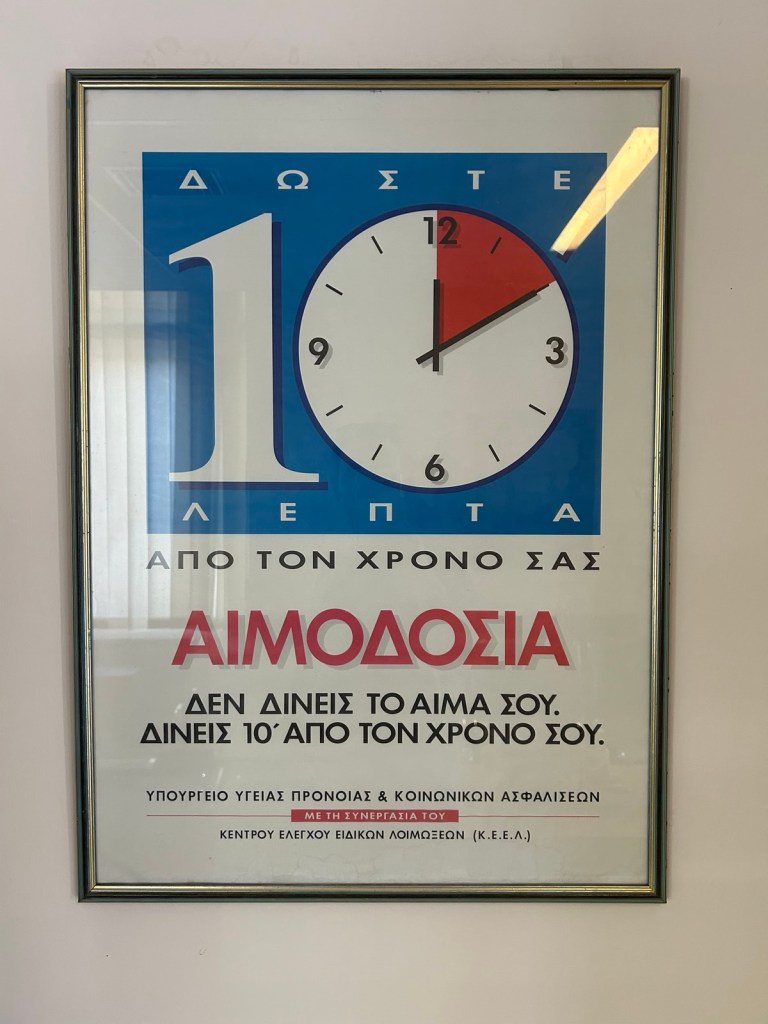 ΔΩΣΤΕ
10
12
9
3
6
ΛΕΠΤΑ
ΑΠΟ ΤΟΝ ΧΡΟΝΟ ΣΑΣ
ΑΙΜΟΔΟΣΙΑ
ΔΕΝ ΔΙΝΕΙΣ ΤΟ ΑΙΜΑ ΣΟΥ.
ΔΙΝΕΙΣ 10΄ ΑΠΟ ΤΟΝ ΧΡΟΝΟ ΣΟΥ.
ΥΠΟΥΡΓΕΙΟ ΥΓΕΙΑΣ ΠΡΟΝΟΙΑΣ & ΚΟΙΝΩΝΙΚΩΝ ΑΣΦΑΛΙΣΕΩΝ
ΜΕ ΤΗ ΣΥΝΕΡΓΑΣΙΑ ΤΟΥ
ΚΕΝΤΡΟΥ ΕΛΕΓΧΟΥ ΕΙΔΙΚΩΝ ΛΟΙΜΩΞΕΩΝ (Κ.Ε.Ε.Λ.)